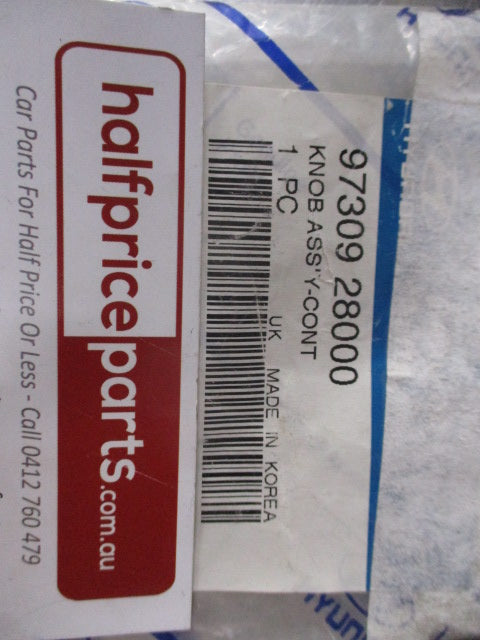 97309 28000
KNOB ASS'Y-CONT
1 PC
UK MADE IN KOREA
halfpriceparts.com.au
Car Parts For Half Price Or Less - Call 0412 760 479